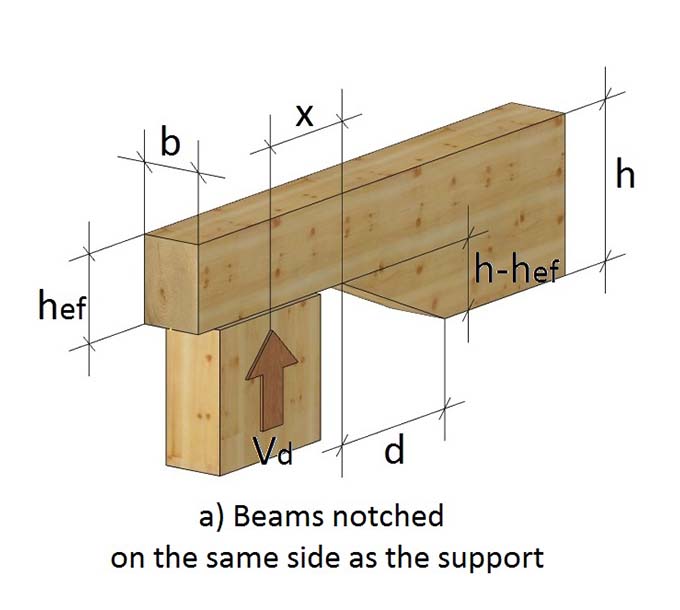 x
b
h
h-hef
hef
Vd
d
a) Beams notched
on the same side as the support